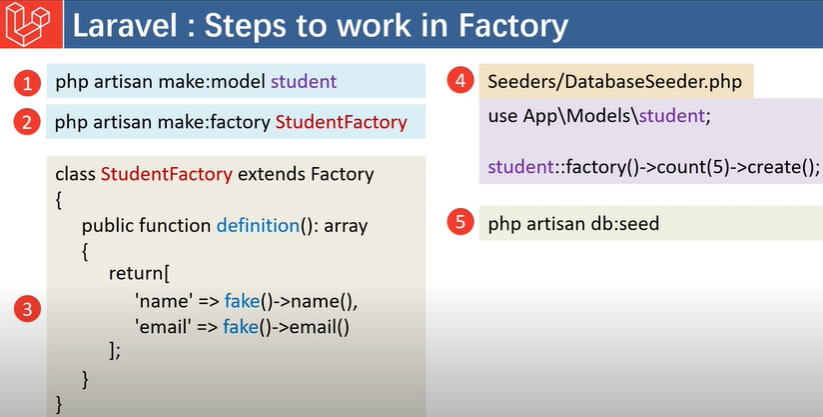 Laravel : Steps to work in Factory
1 php artisan make:model student
2 php artisan make:factory StudentFactory
3
class StudentFactory extends Factory
{
public function definition(): array
{
return[
'name' => fake()->name(),
'email' => fake()->email()
];
}
}
4 Seeders/DatabaseSeeder.php
use App\Models\student;
student::factory()->count(5)->create();
5 php artisan db:seed